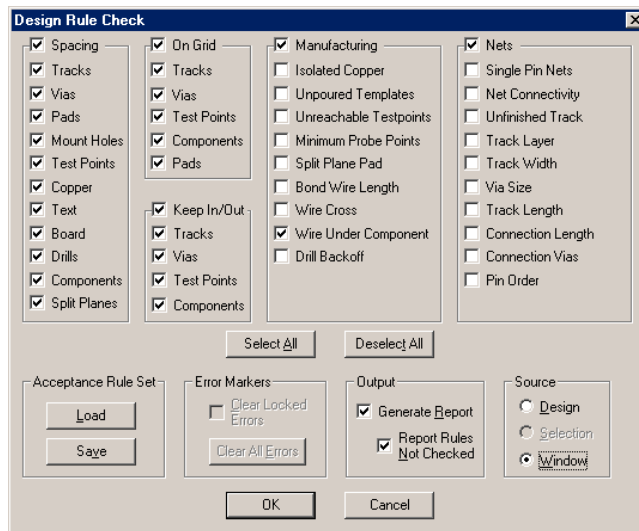 Design Rule Check
Spacing
Tracks
Vias
Pads
Mount Holes
Test Points
Copper
Text
Board
Drills
Components
Split Planes
On Grid
Tracks
Vias
Test Points
Components
Pads
Keep In/Out
Tracks
Vias
Test Points
Components
Manufacturing
Isolated Copper
Unpoured Templates
Unreachable Testpoints
Minimum Probe Points
Split Plane Pad
Bond Wire Length
Wire Cross
Wire Under Component
Drill Backoff
Nets
Single Pin Nets
Net Connectivity
Unfinished Track
Track Layer
Track Width
Via Size
Track Length
Connection Length
Connection Vias
Pin Order
Select All
Deselect All
Acceptance Rule Set
Load
Save
Error Markers
Clear Locked
Errors
Clear All Errors
Output
Generate Report
Report Rules
Not Checked
Source
Design
Selection
Window
OK
Cancel